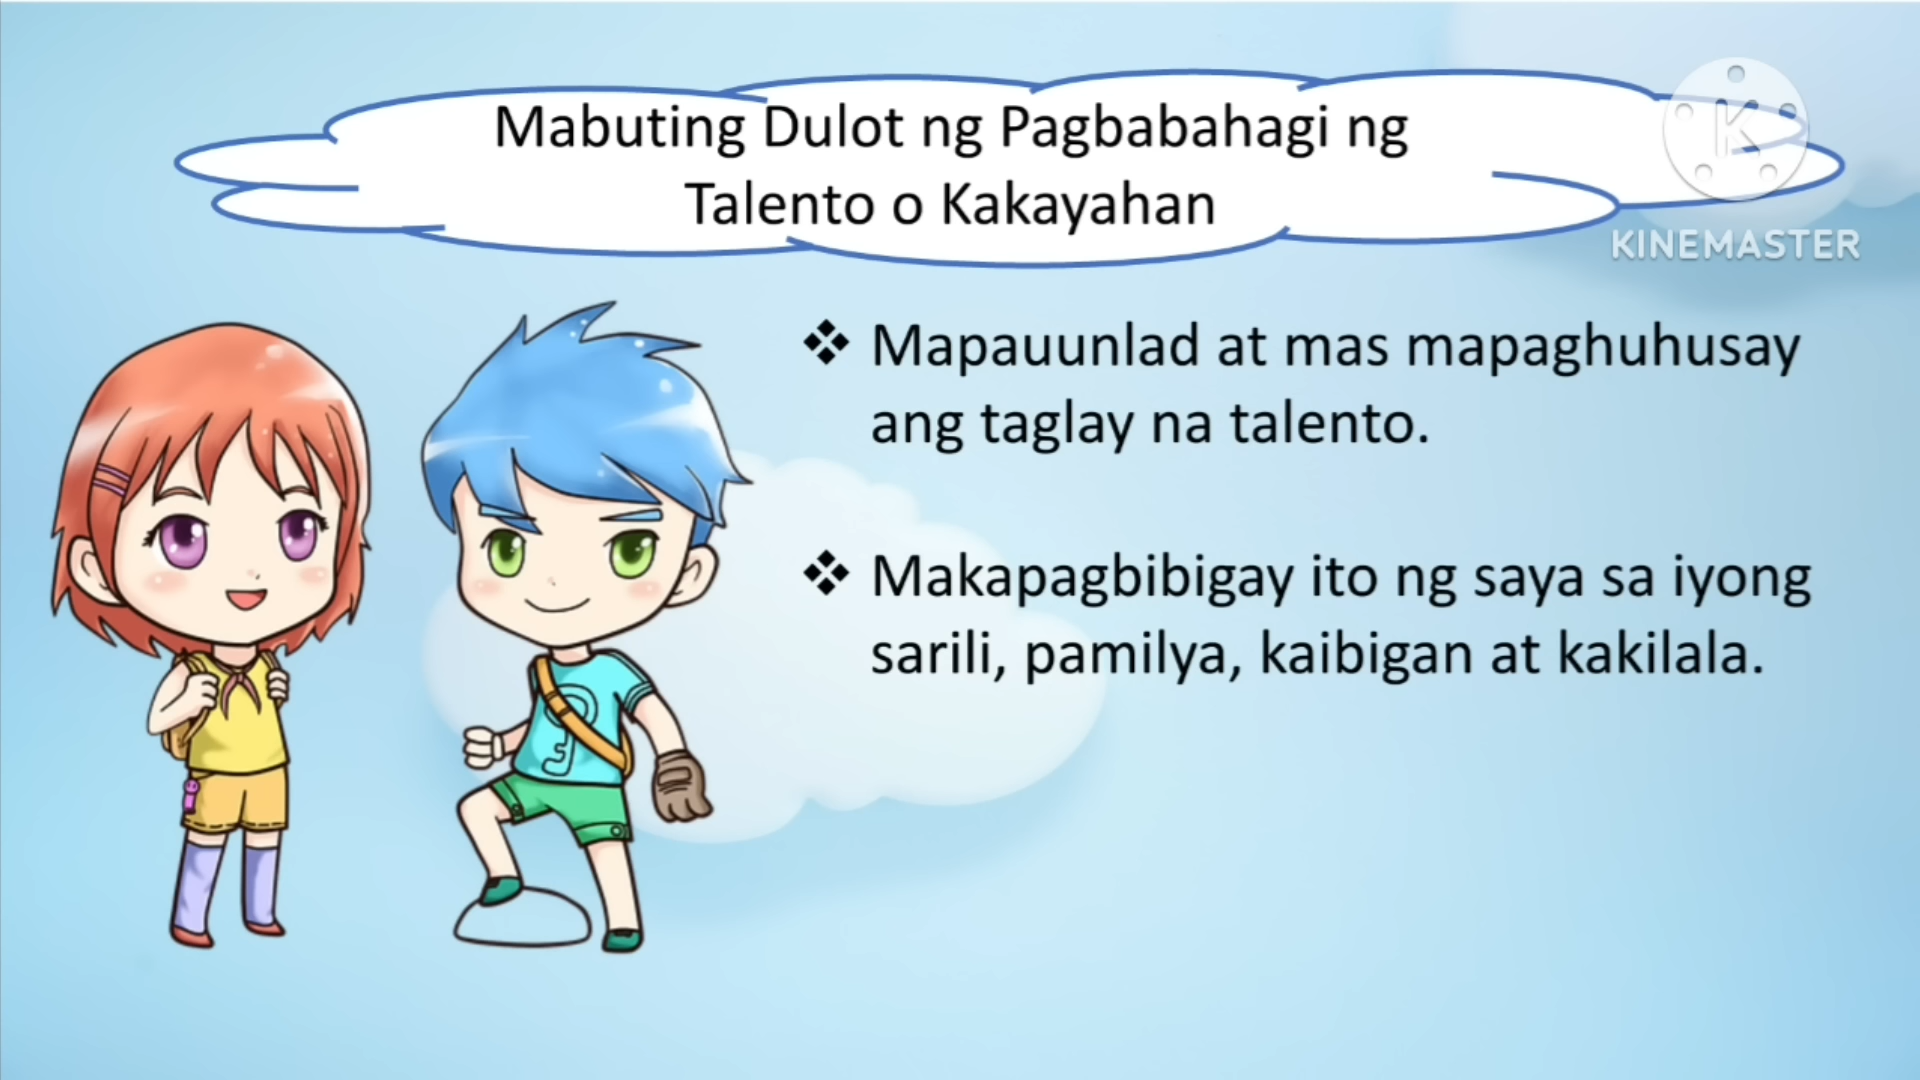 Mabuting Dulot ng Pagbabahagi ng
Talento o Kakayahan
K
KINEMASTER
❖ Mapauunlad at mas mapaghuhusay
ang taglay na talento.
❖ Makapagbibigay ito ng saya sa iyong
sarili, pamilya, kaibigan at kakilala.